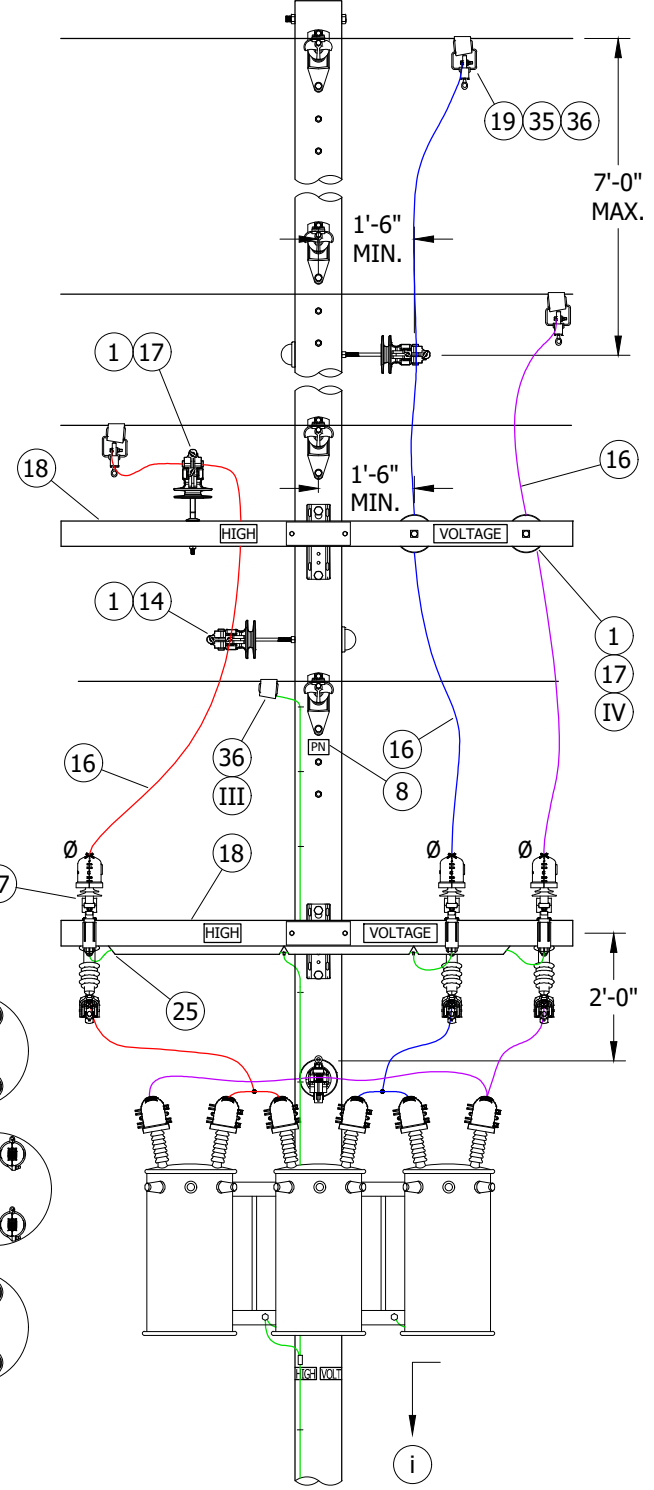 19 35 36
7'-0"
MAX.
1'-6"
MIN.
1 17
16
18
1'-6"
MIN.
HIGH
VOLTAGE
1 14
1
17
IV
PN
16
36
III
8
16
18
Ø
Ø
Ø
7
HIGH
VOLTAGE
25
2'-0"
HIGH VOLT
i